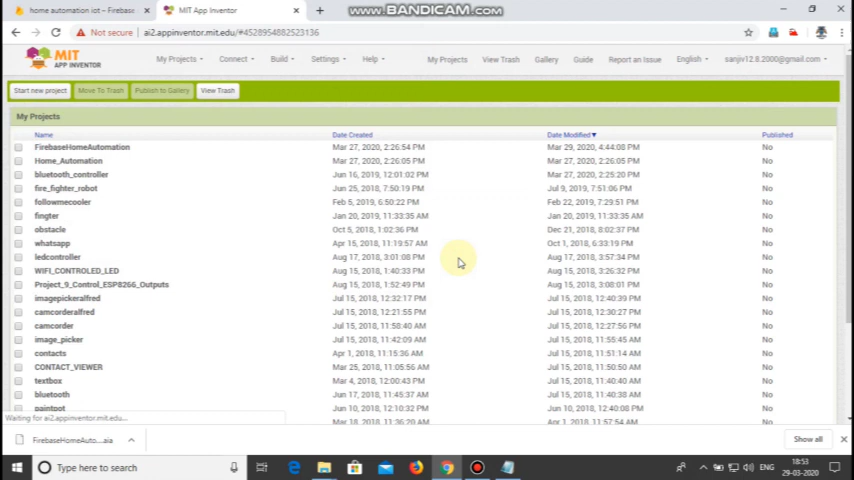 www.BANDICAM.com
home automation iot – Firebase
MIT App Inventor
Not secure
ai2.appinventor.mit.edu/#4528954882523136
MIT
APP INVENTOR
My Projects
Connect
Build
Settings
Help
My Projects
View Trash
Gallery
Guide
Report an Issue
English
sanjiv12.8.2000@gmail.com
Start new project
Move To Trash
Publish to Gallery
View Trash
My Projects
Name Date Created Date Modified Published
FirebaseHomeAutomation Mar 27, 2020, 2:26:54 PM Mar 29, 2020, 4:44:08 PM No
Home_Automation Mar 27, 2020, 2:26:05 PM Mar 27, 2020, 2:26:05 PM No
bluetooth_controller Jun 16, 2019, 12:01:02 PM Mar 27, 2020, 2:25:20 PM No
fire_fighter_robot Jun 25, 2018, 7:50:19 PM Jul 9, 2019, 7:51:06 PM No
followmecooler Feb 5, 2019, 6:50:22 PM Feb 22, 2019, 7:29:51 PM No
fingter Jan 20, 2019, 11:33:35 AM Jan 20, 2019, 11:33:35 AM No
obstacle Oct 5, 2018, 1:02:36 PM Dec 21, 2018, 8:02:37 PM No
whatsapp Apr 15, 2018, 11:19:57 AM Oct 1, 2018, 6:33:19 PM No
ledcontroller Aug 17, 2018, 3:01:08 PM Aug 17, 2018, 3:57:34 PM No
WIFI_CONTROLED_LED Aug 15, 2018, 1:40:33 PM Aug 15, 2018, 3:26:32 PM No
Project_9_Control_ESP8266_Outputs Aug 15, 2018, 1:52:49 PM Aug 15, 2018, 3:08:01 PM No
imagepickeralfred Jul 15, 2018, 12:32:17 PM Jul 15, 2018, 12:40:39 PM No
camcorderalfred Jul 15, 2018, 12:21:55 PM Jul 15, 2018, 12:30:27 PM No
camcorder Jul 15, 2018, 11:58:40 AM Jul 15, 2018, 12:27:56 PM No
image_picker Jul 15, 2018, 11:42:09 AM Jul 15, 2018, 11:55:45 AM No
contacts Apr 1, 2018, 11:15:36 AM Jul 15, 2018, 11:51:14 AM No
CONTACT_VIEWER Mar 25, 2018, 11:05:56 AM Jul 15, 2018, 11:50:50 AM No
textbox Mar 4, 2018, 12:00:43 PM Jul 15, 2018, 11:40:40 AM No
bluetooth Jun 17, 2018, 11:45:37 AM Jul 15, 2018, 11:40:38 AM No
paintpot Jun 10, 2018, 12:10:32 PM Jun 10, 2018, 12:40:08 PM No
Mar 18, 2018, 11:36:20 AM Apr 1, 2018, 11:57:54 AM No
Waiting for ai2.appinventor.mit.edu...
FirebaseHomeAuto....aia
Show all
Type here to search
ENG
18:53
29-03-2020